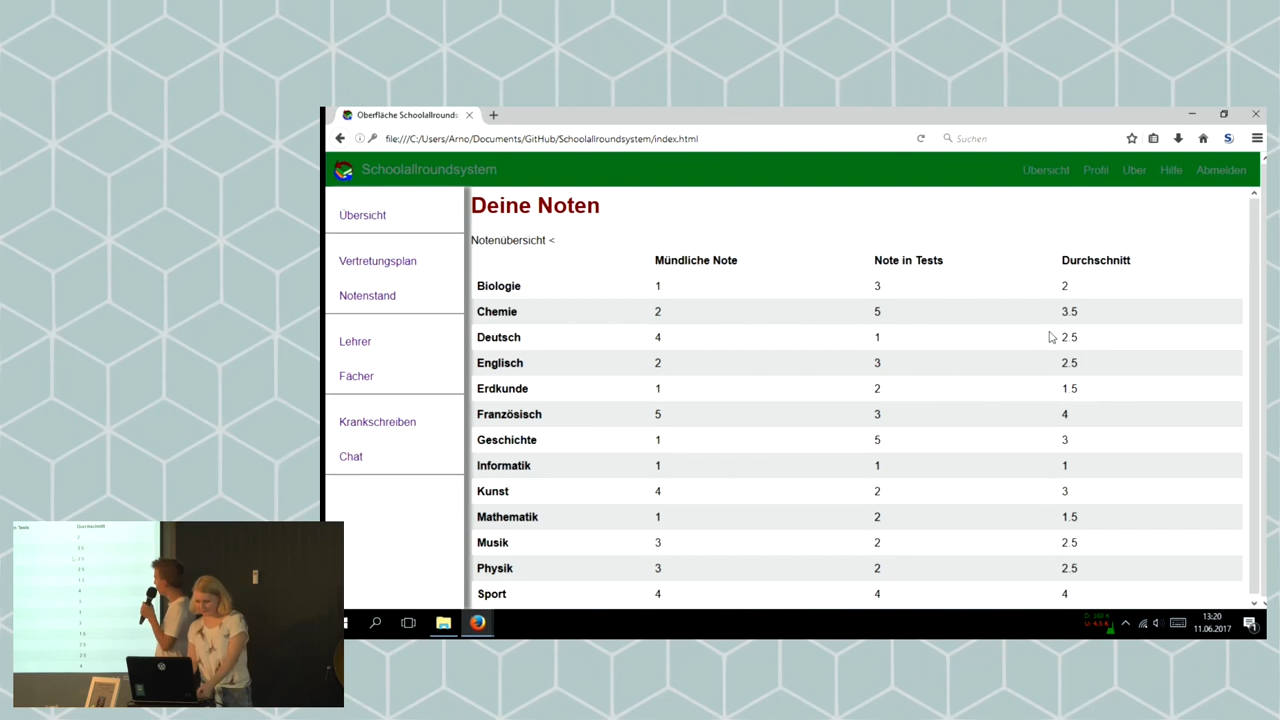 Oberfläche Schoolallrounds
file:///C:/Users/Arno/Documents/GitHub/Schoolallroundsystem/index.html
Suchen
Schoolallroundsystem
Übersicht Profil Über Hilfe Abmelden
Übersicht
Vertretungsplan
Notenstand
Lehrer
Fächer
Krankschreiben
Chat
Deine Noten
Notenübersicht <
Mündliche Note Note in Tests Durchschnitt
Biologie 1 3 2
Chemie 2 5 3.5
Deutsch 4 1 2.5
Englisch 2 3 2.5
Erdkunde 1 2 1.5
Französisch 5 3 4
Geschichte 1 5 3
Informatik 1 1 1
Kunst 4 2 3
Mathematik 1 2 1.5
Musik 3 2 2.5
Physik 3 2 2.5
Sport 4 4 4
13:20
11.06.2017
Durchschnitt